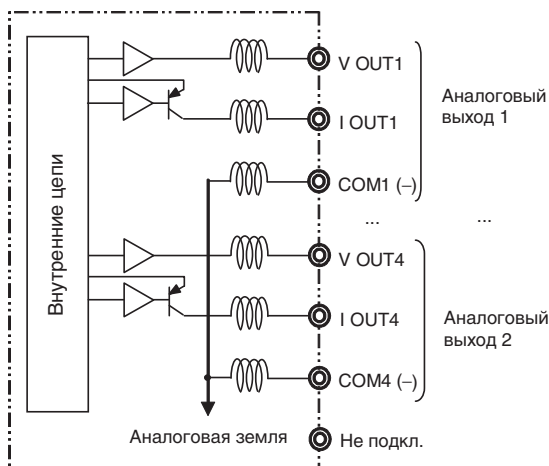 V OUT1
I OUT1
COM1 (–)
Аналоговый
выход 1
... ...
V OUT4
I OUT4
COM4 (–)
Аналоговый
выход 2
Внутренние цепи
Аналоговая земля
Не подкл.